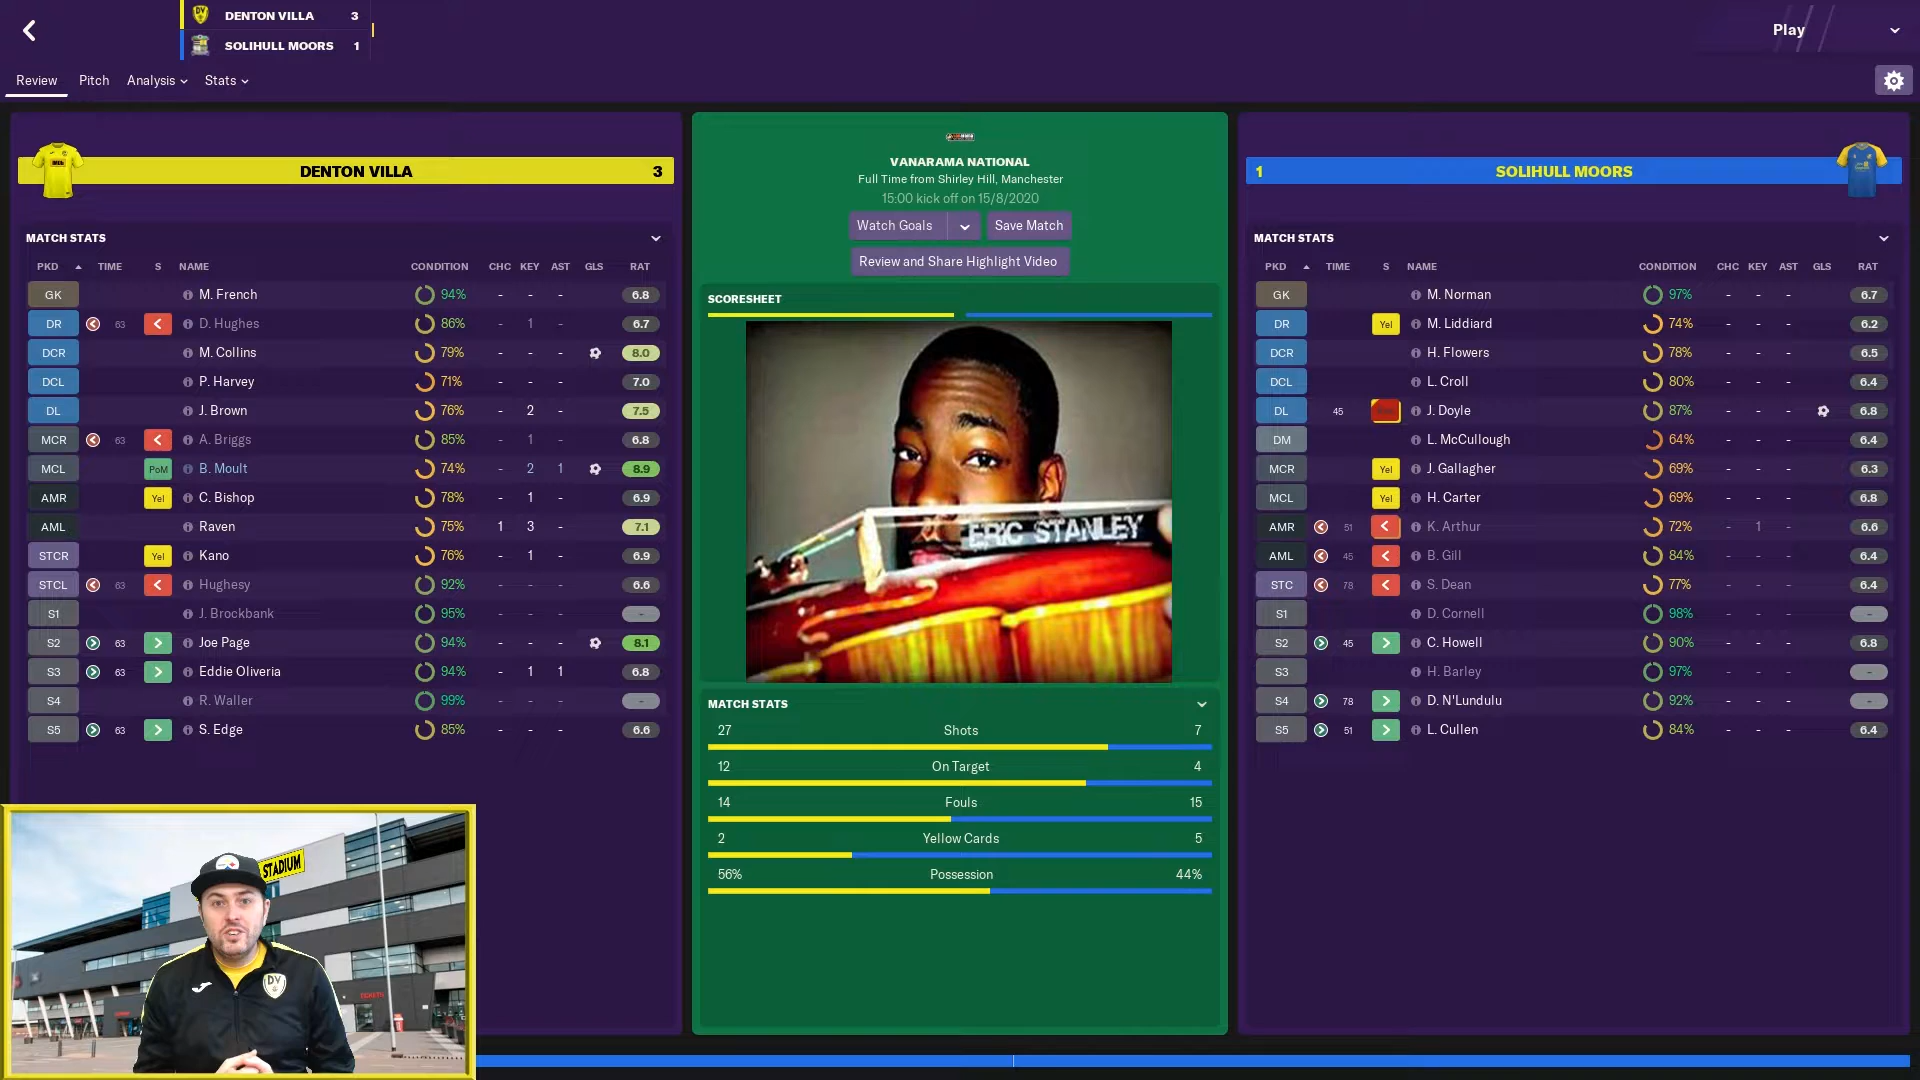 DENTON VILLA 3
SOLIHULL MOORS 1
Play
Review Pitch Analysis Stats
DENTON VILLA 3
MATCH STATS
PKD TIME S NAME CONDITION CHC KEY AST GLS RAT
GK M. French 94% - - - 6.8
DR 63 D. Hughes 86% - 1 - 6.7
DCR M. Collins 79% - - - 8.0
DCL P. Harvey 71% - - - 7.0
DL J. Brown 76% - 2 - 7.5
MCR 63 A. Briggs 85% - 1 - 6.8
MCL PoM B. Moult 74% - 2 1 8.9
AMR Yel C. Bishop 78% - 1 - 6.9
AML Raven 75% 1 3 - 7.1
STCR Yel Kano 76% - 1 - 6.9
STCL 63 Hughesy 92% - - - 6.6
S1 J. Brockbank 95% - - - -
S2 63 Joe Page 94% - - - 8.1
S3 63 Eddie Oliveria 94% - 1 1 6.8
S4 R. Waller 99% - - - -
S5 63 S. Edge 85% - - - 6.6
VANARAMA NATIONAL
Full Time from Shirley Hill, Manchester
15:00 kick off on 15/8/2020
Watch Goals Save Match
Review and Share Highlight Video
SCORESHEET
ERIC STANLEY
MATCH STATS
27 Shots 7
12 On Target 4
14 Fouls 15
2 Yellow Cards 5
56% Possession 44%
1 SOLIHULL MOORS
MATCH STATS
PKD TIME S NAME CONDITION CHC KEY AST GLS RAT
GK M. Norman 97% - - - 6.7
DR Yel M. Liddiard 74% - - - 6.2
DCR H. Flowers 78% - - - 6.5
DCL L. Croll 80% - - - 6.4
DL 45 J. Doyle 87% - - - 6.8
DM L. McCullough 64% - - - 6.4
MCR Yel J. Gallagher 69% - - - 6.3
MCL Yel H. Carter 69% - - - 6.8
AMR 51 K. Arthur 72% - 1 - 6.6
AML 45 B. Gill 84% - - - 6.4
STC 78 S. Dean 77% - - - 6.4
S1 D. Cornell 98% - - - -
S2 45 C. Howell 90% - - - 6.8
S3 H. Barley 97% - - - -
S4 78 D. N'Lundulu 92% - - - -
S5 51 L. Cullen 84% - - - 6.4
STADIUM
DV